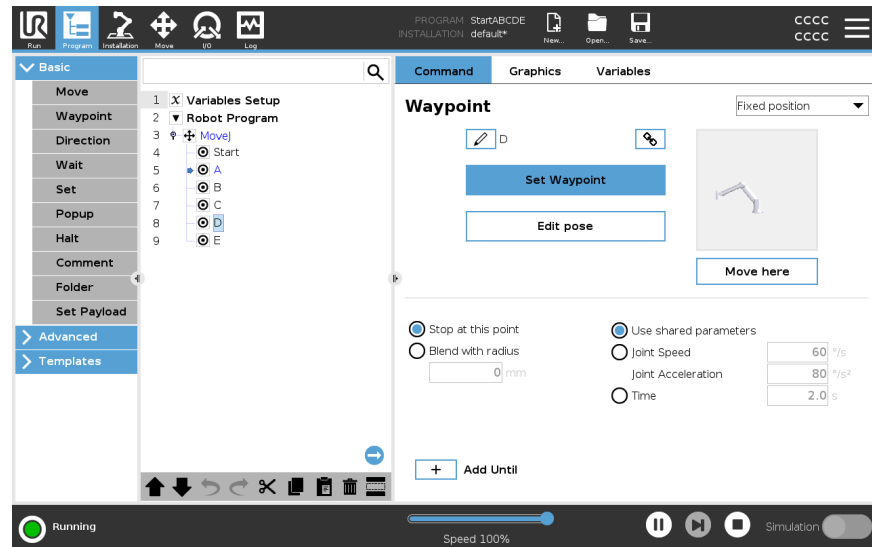 UR
Run
Program
Installation
Move
I/O
Log
PROGRAM StartABCDE
INSTALLATION default*
New...
Open...
Save...
CCCC
CCCC
Basic
Move
Waypoint
Direction
Wait
Set
Popup
Halt
Comment
Folder
Set Payload
Advanced
Templates
1 X Variables Setup
2 Robot Program
3 MoveJ
4 Start
5 A
6 B
7 C
8 D
9 E
Command Graphics Variables
Waypoint
Fixed position
D
Set Waypoint
Edit pose
Move here
Stop at this point
Blend with radius
0 mm
Use shared parameters
Joint Speed 60 °/s
Joint Acceleration 80 °/s²
Time 2.0 s
+ Add Until
Running
Speed 100%
Simulation